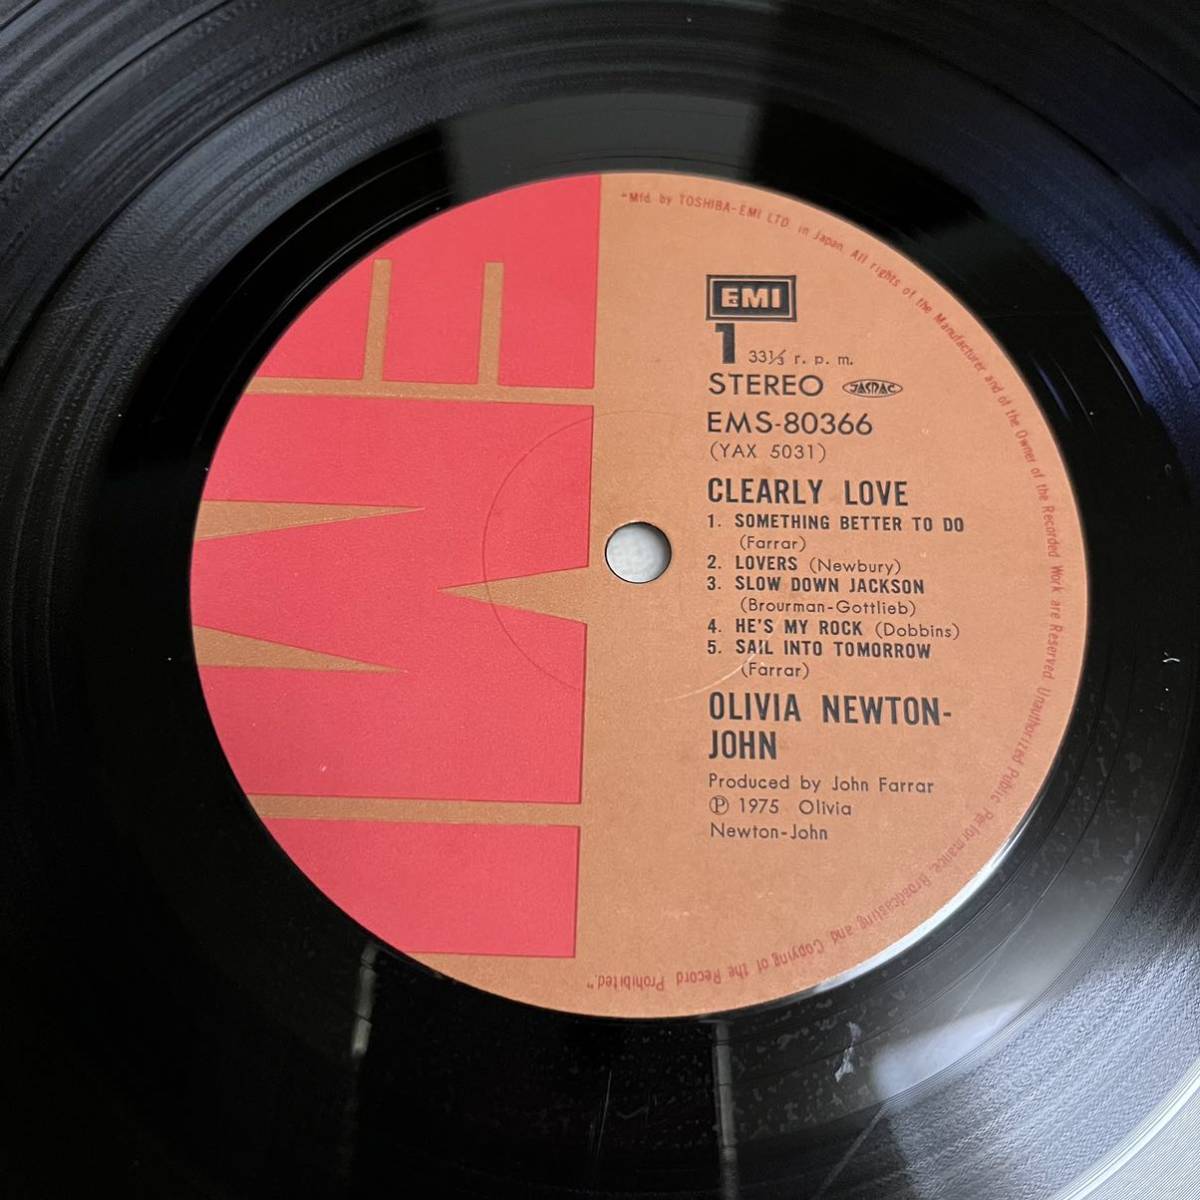 "Mfd. by TOSHIBA-EMI LTD. in Japan. All rights of the Manufacturer and of the Owner of the Recorded Work are Reserved. Unauthorized Public Performance, Broadcasting and Copying of the Record Prohibited."
EMI
1 33⅓ r. p. m.
STEREO JASRAC
EMS-80366
(YAX 5031)
CLEARLY LOVE
1. SOMETHING BETTER TO DO
(Farrar)
2. LOVERS (Newbury)
3. SLOW DOWN JACKSON
(Brourman-Gottlieb)
4. HE'S MY ROCK (Dobbins)
5. SAIL INTO TOMORROW
(Farrar)
OLIVIA NEWTON-
JOHN
Produced by John Farrar
Ⓟ 1975 Olivia
Newton-John
EMI